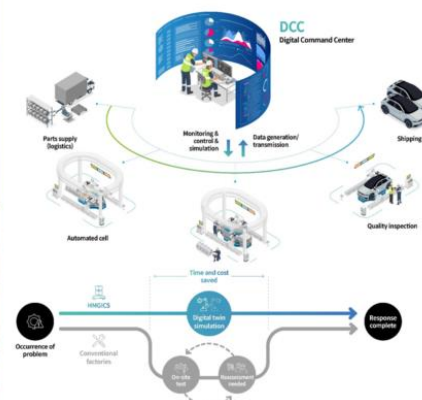 DCC
Digital Command Center
Monitoring &
control &
simulation
Data generation/
transmission
Parts supply
(logistics)
Shipping
Automated cell
Quality inspection
Time and cost
saved
HMGICS
Digital twin
simulation
Occurrence of
problem
Conventional
factories
Response
complete
On-site
test
Reassessment
needed